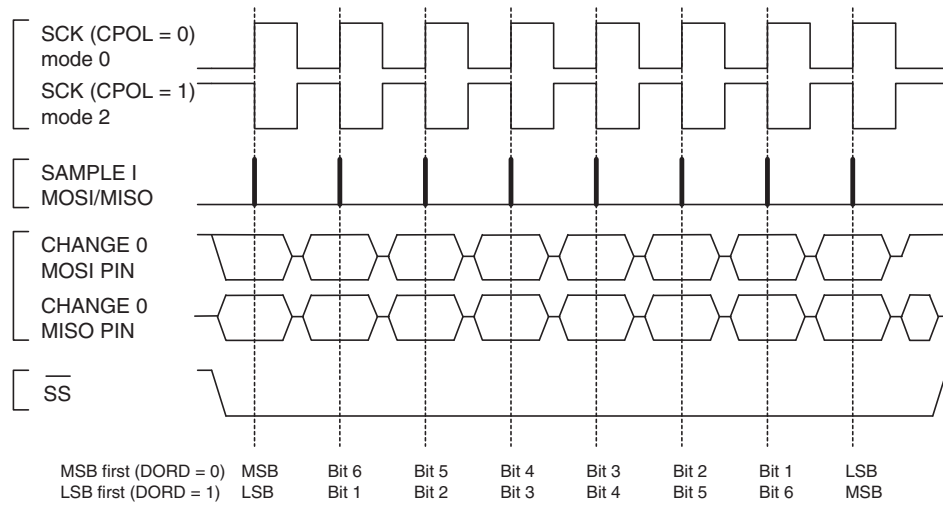 SCK (CPOL = 0)
mode 0
SCK (CPOL = 1)
mode 2
SAMPLE I
MOSI/MISO
CHANGE 0
MOSI PIN
CHANGE 0
MISO PIN
SS
MSB first (DORD = 0) MSB Bit 6 Bit 5 Bit 4 Bit 3 Bit 2 Bit 1 LSB
LSB first (DORD = 1) LSB Bit 1 Bit 2 Bit 3 Bit 4 Bit 5 Bit 6 MSB